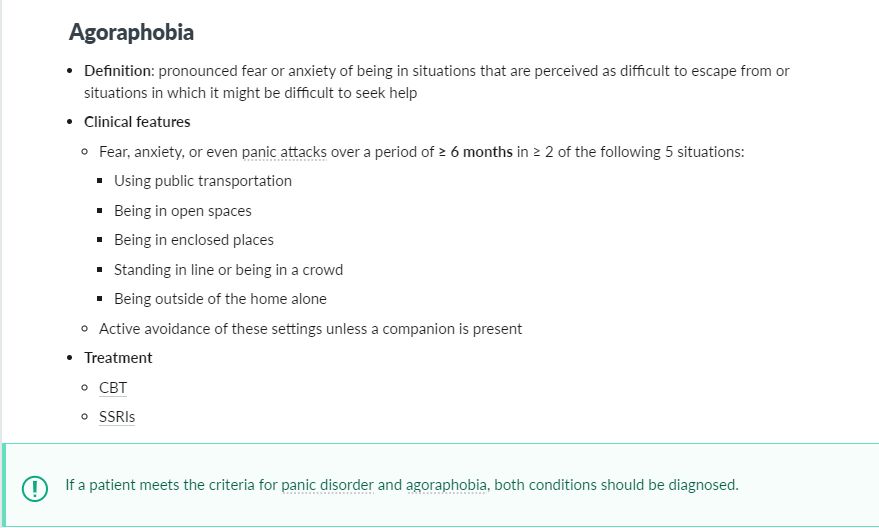 Agoraphobia
Definition: pronounced fear or anxiety of being in situations that are perceived as difficult to escape from or
situations in which it might be difficult to seek help
Clinical features
Fear, anxiety, or even panic attacks over a period of ≥ 6 months in ≥ 2 of the following 5 situations:
Using public transportation
Being in open spaces
Being in enclosed places
Standing in line or being in a crowd
Being outside of the home alone
Active avoidance of these settings unless a companion is present
Treatment
CBT
SSRIs
If a patient meets the criteria for panic disorder and agoraphobia, both conditions should be diagnosed.